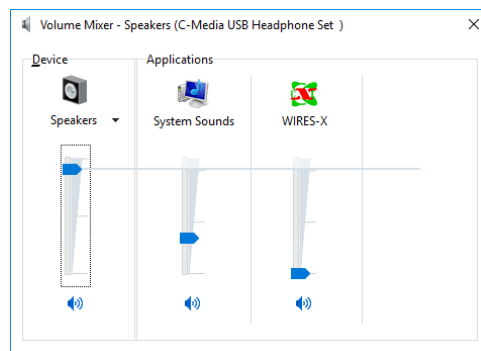 Volume Mixer - Speakers (C-Media USB Headphone Set )
Device
Applications
Speakers
System Sounds
WIRES-X